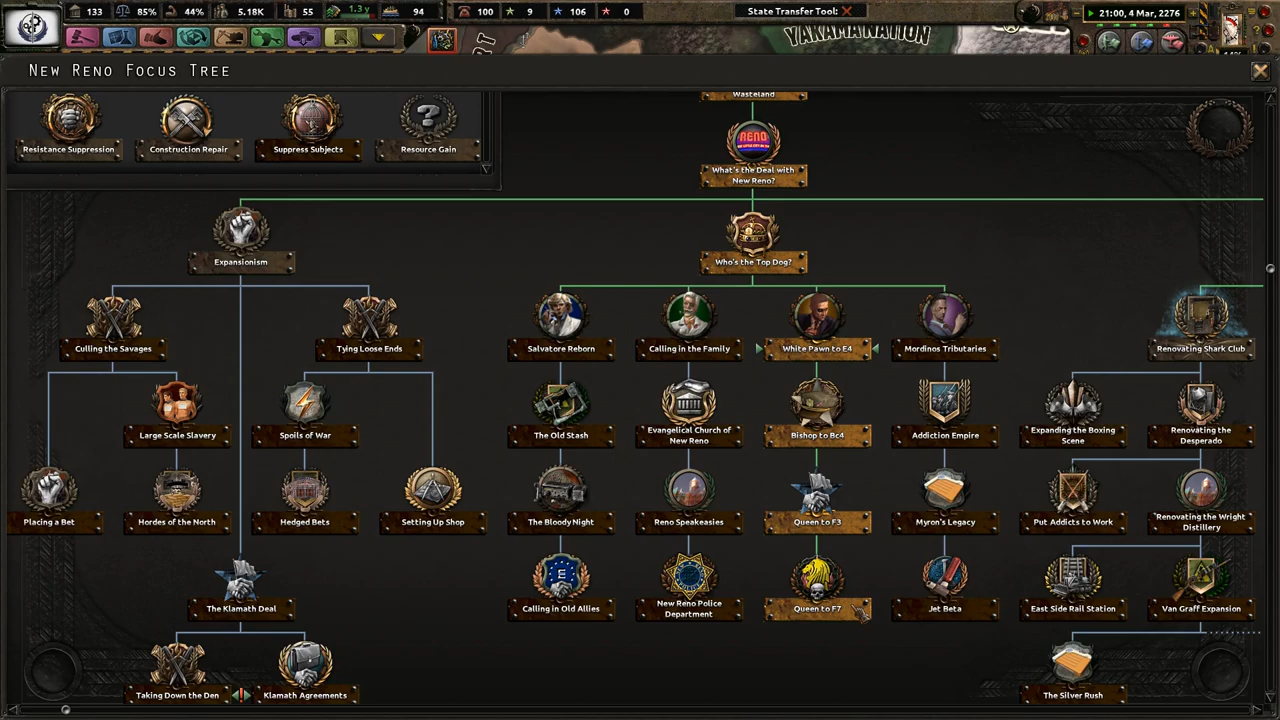 133
85%
44%
5.18K
55
1.3 y
94
100
9
106
0
State Transfer Tool:
21:00, 4 Mar, 2276
YAKAMA NATION
New Reno Focus Tree
Resistance Suppression
Construction Repair
Suppress Subjects
Resource Gain
Wasteland
RENO
What's the Deal with
New Reno?
Expansionism
Who's the Top Dog?
Culling the Savages
Tying Loose Ends
Salvatore Reborn
Calling in the Family
White Pawn to E4
Mordinos Tributaries
Renovating Shark Club
Large Scale Slavery
Spoils of War
The Old Stash
Evangelical Church of
New Reno
Bishop to Bc4
Addiction Empire
Expanding the Boxing
Scene
Renovating the
Desperado
Placing a Bet
Hordes of the North
Hedged Bets
Setting Up Shop
The Bloody Night
Reno Speakeasies
Queen to F3
Myron's Legacy
Put Addicts to Work
Renovating the Wright
Distillery
The Klamath Deal
Calling in Old Allies
New Reno Police
Department
Queen to F7
Jet Beta
East Side Rail Station
Van Graff Expansion
Taking Down the Den
Klamath Agreements
The Silver Rush